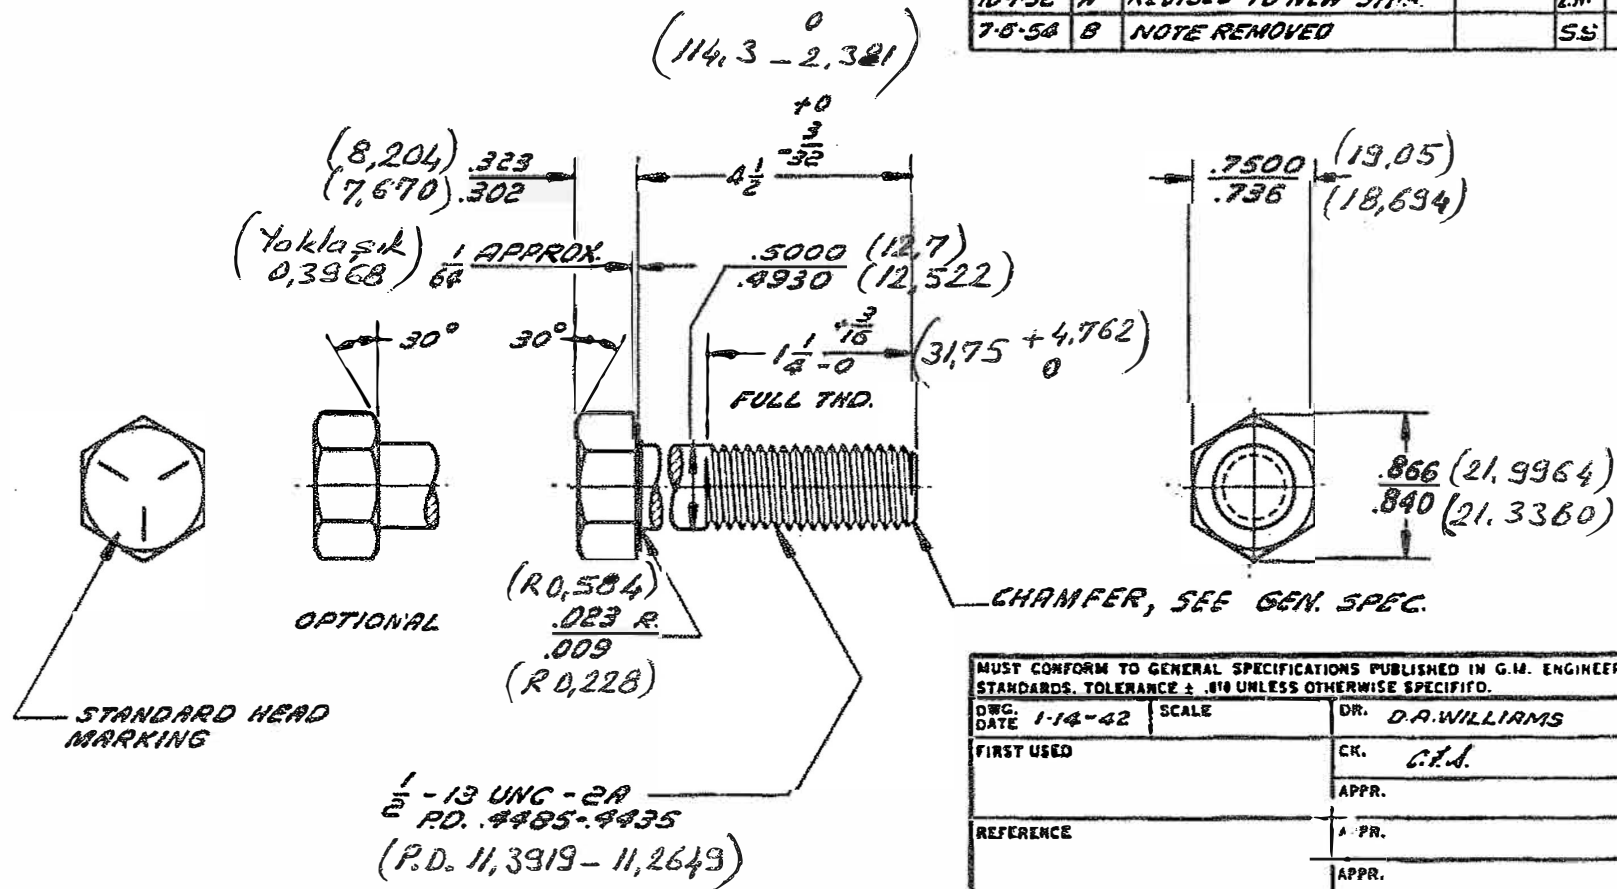 REVISED TO NEW
7-6-54 B NOTE REMOVED S.S
(114,3 0 - 2,381)
+0
4 1/2 - 3/32
(8,204) .323
(7,670) .302
(Yaklaşık 0,3968) 1/64 APPROX.
.7500 (19,05)
.736 (18,694)
.5000 (12,7)
.4930 (12,522)
30°
30°
1 1/4 + 3/16 - 0 (31,75 + 4,762 0)
FULL THD.
.866 (21.9964)
.840 (21.3360)
OPTIONAL
(R 0,584)
.023 R.
.009
(R 0,228)
CHAMFER, SEE GEN. SPEC.
STANDARD HEAD
MARKING
1/2 - 13 UNC - 2A
P.D. .4485-.4435
(P.D. 11,3919 - 11,2649)
MUST CONFORM TO GENERAL SPECIFICATIONS PUBLISHED IN G.M. ENGINEER
STANDARDS. TOLERANCE ± .010 UNLESS OTHERWISE SPECIFIED.
DWG. DATE 1-14-42 SCALE DR. D.A. WILLIAMS
FIRST USED CK.
APPR.
REFERENCE APPR.
APPR.